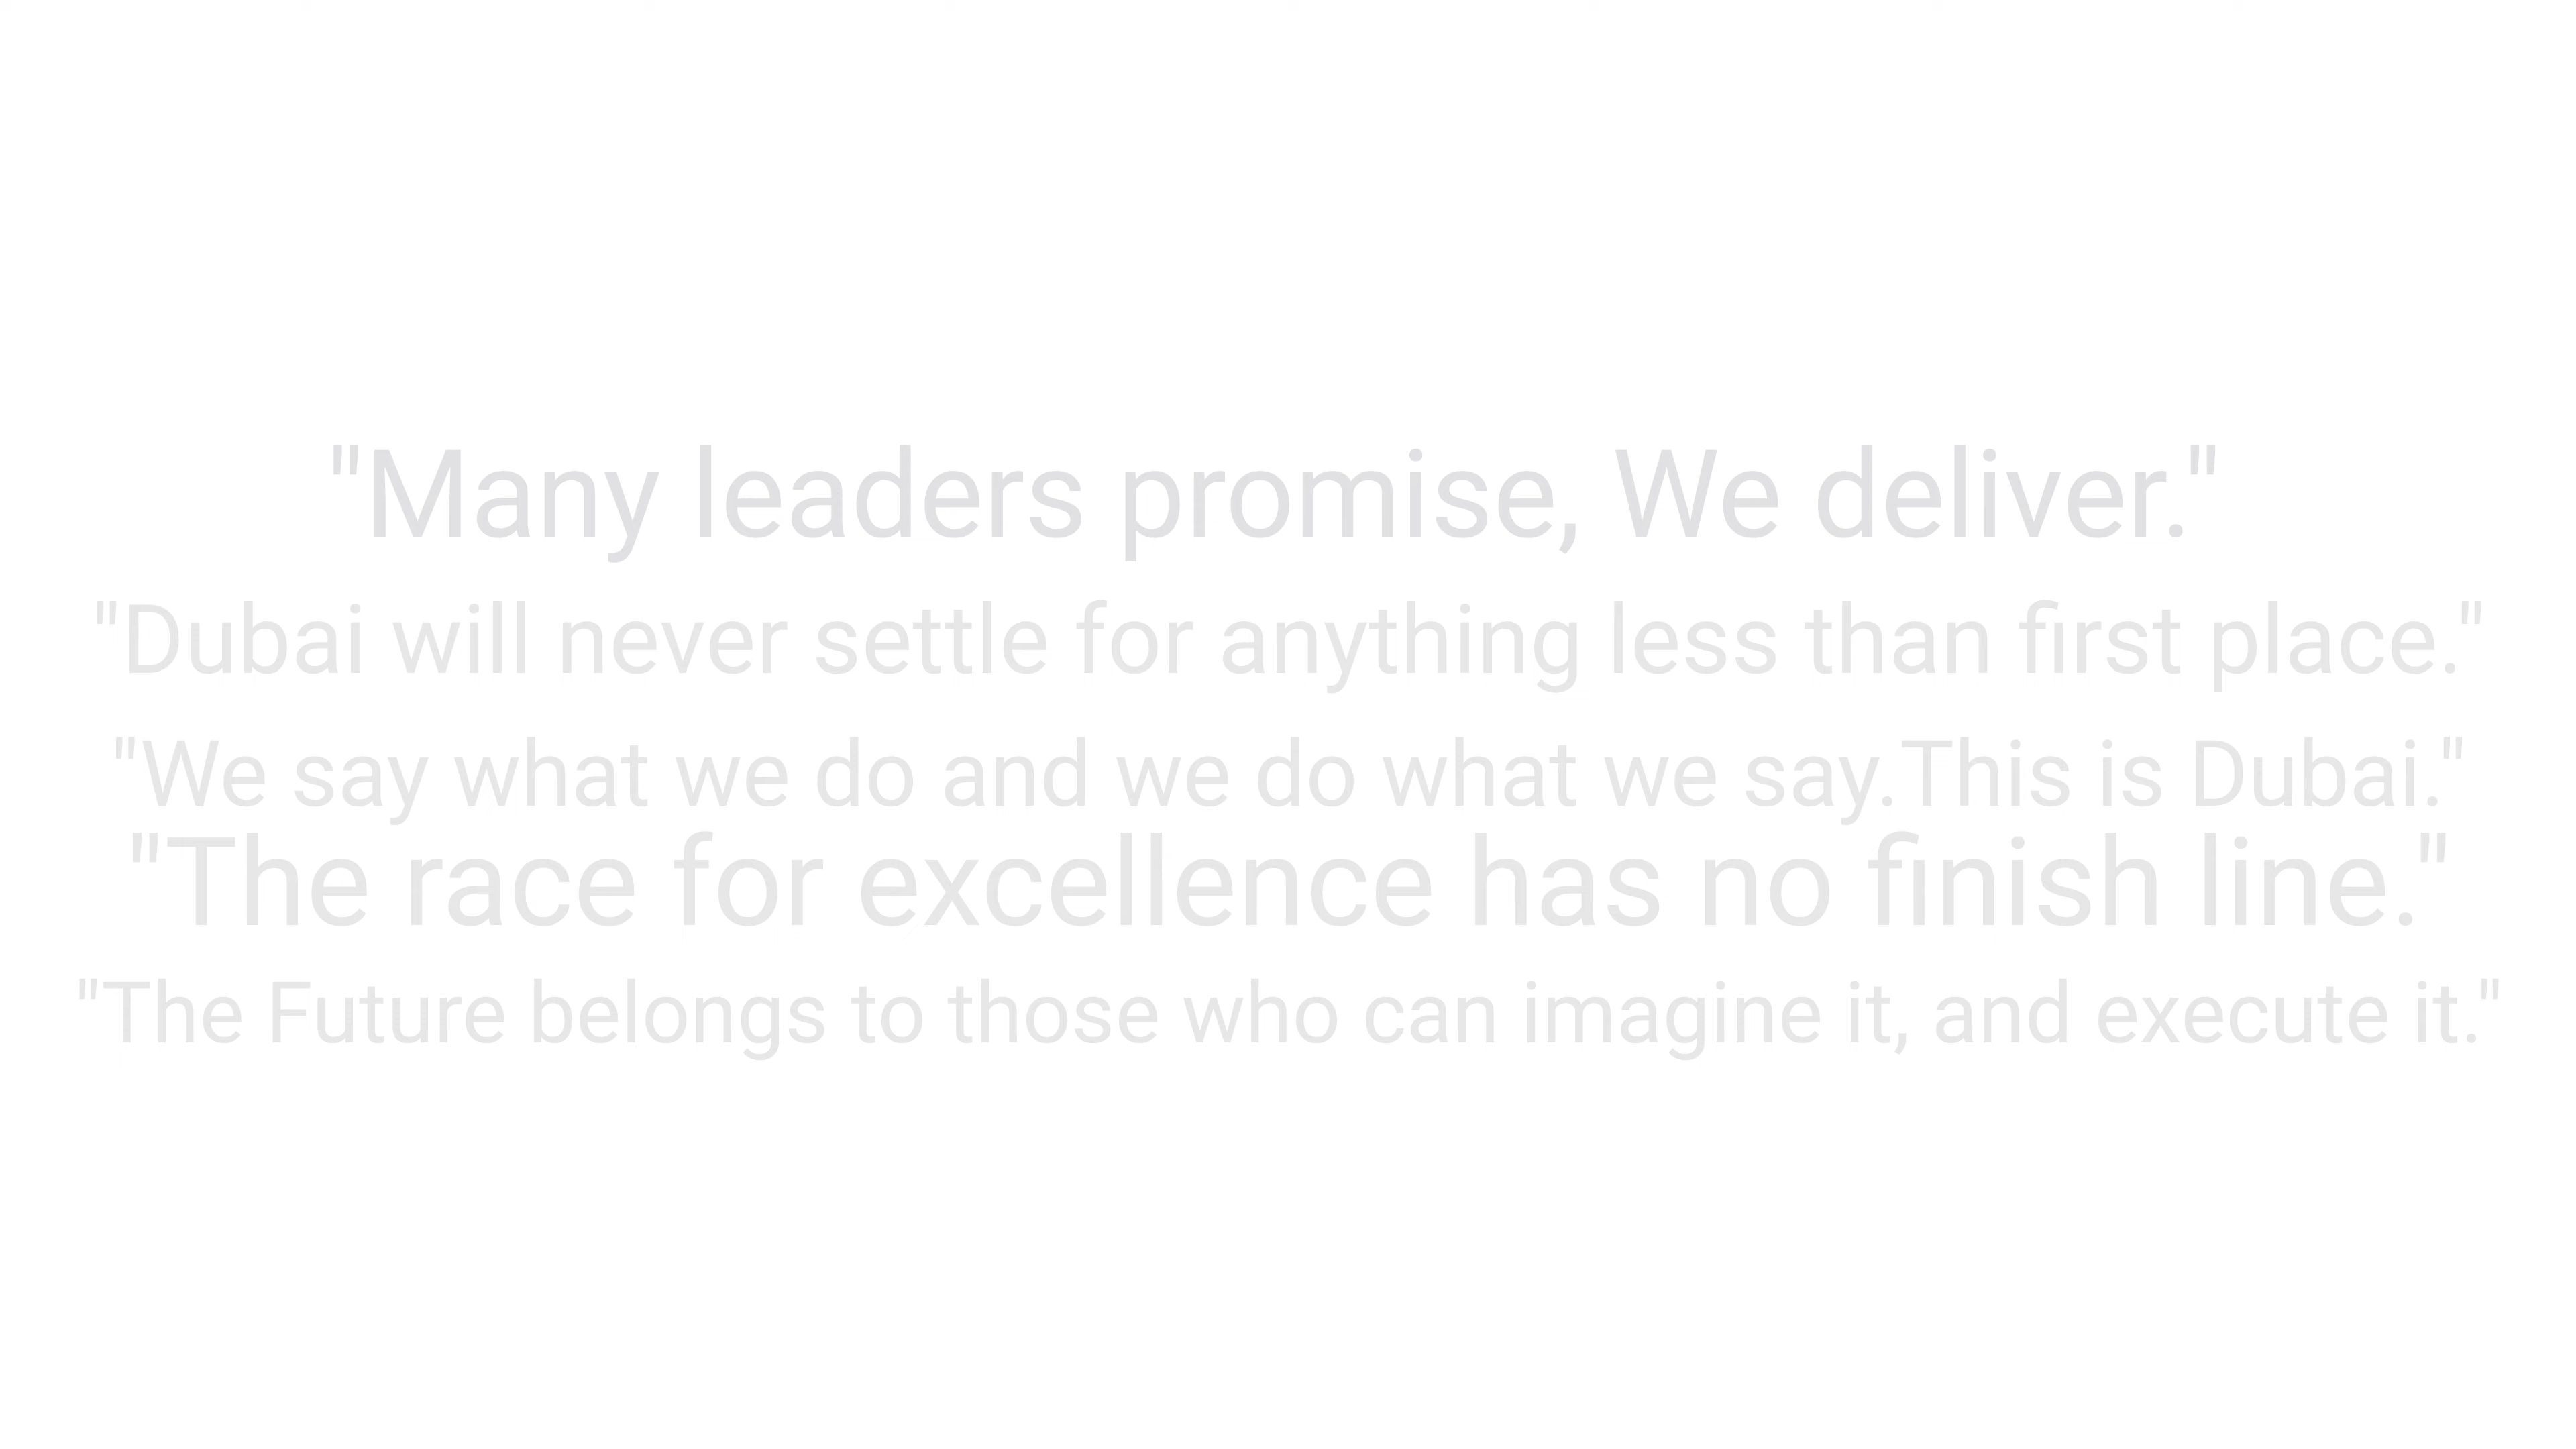 "Many leaders promise, We deliver."
"Dubai will never settle for anything less than first place."
"We say what we do and we do what we say.This is Dubai."
"The race for excellence has no finish line."
"The Future belongs to those who can imagine it, and execute it."